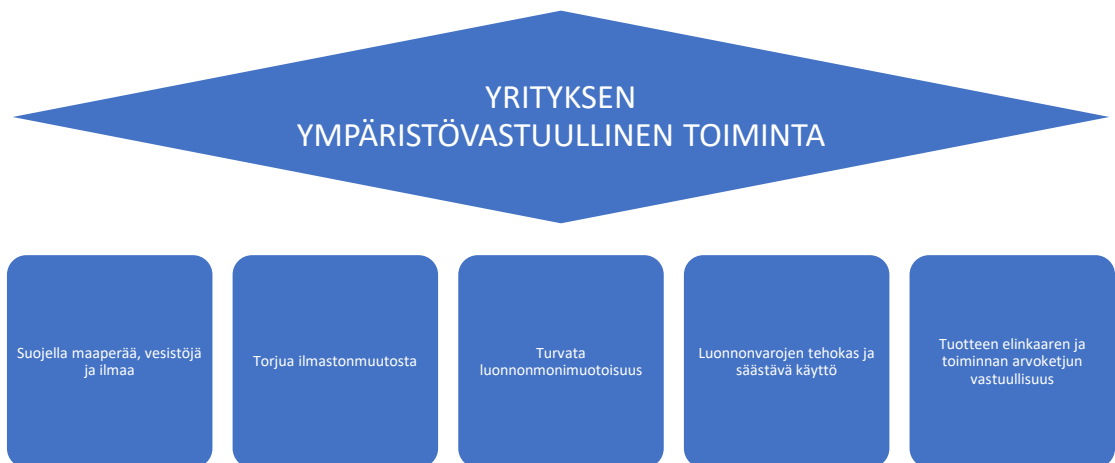 YRITYKSEN
YMPÄRISTÖVASTUULLINEN TOIMINTA
Suojella maaperää, vesistöjä
ja ilmaa
Torjua ilmastonmuutosta
Turvata
luonnonmonimuotoisuus
Luonnonvarojen tehokas ja
säästävä käyttö
Tuotteen elinkaaren ja
toiminnan arvoketjun
vastuullisuus